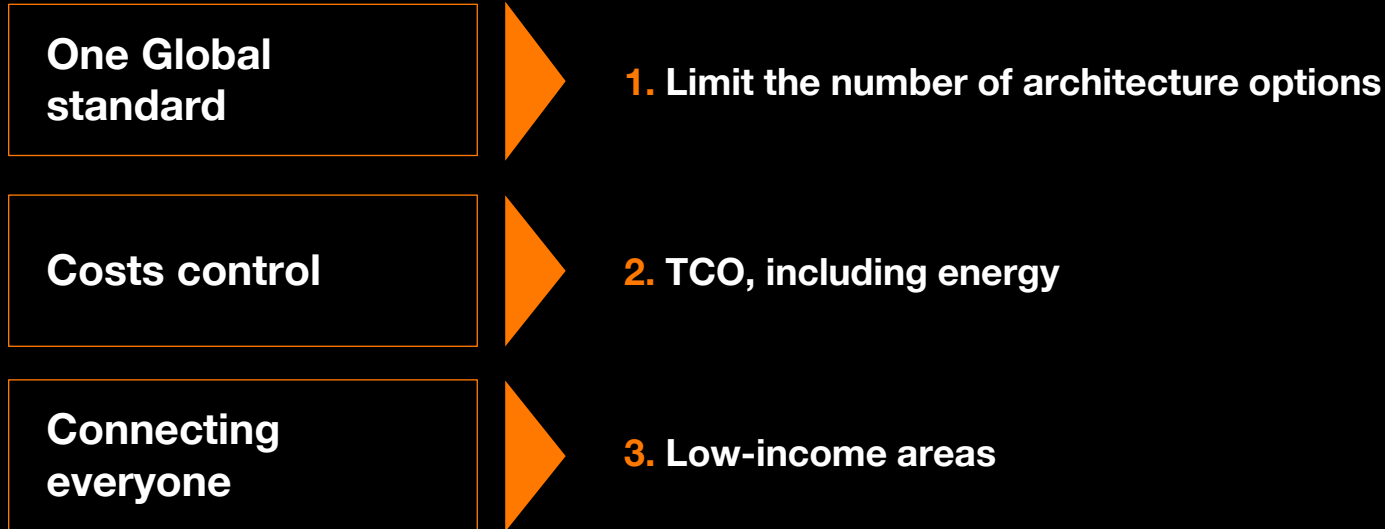 One Global
standard
1. Limit the number of architecture options
Costs control
2. TCO, including energy
Connecting
everyone
3. Low-income areas